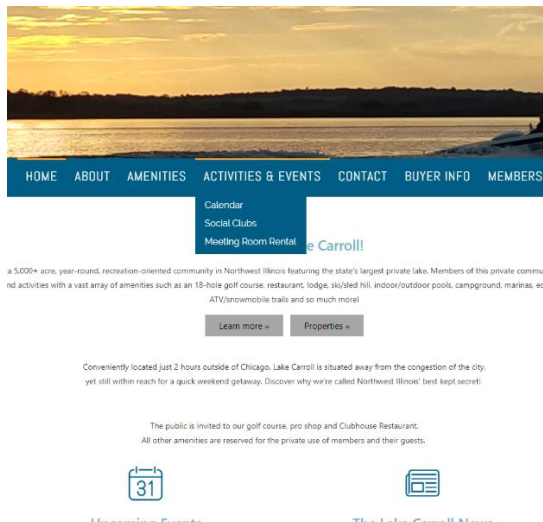 HOME ABOUT AMENITIES ACTIVITIES & EVENTS CONTACT BUYER INFO MEMBERS
Calendar
Social Clubs
Meeting Room Rental
Carroll!
a 5,000+ acre, year-round, recreation-oriented community in Northwest Illinois featuring the state's largest private lake. Members of this private commu
nd activities with a vast array of amenities such as an 18-hole golf course, restaurant, lodge, ski/sled hill, indoor/outdoor pools, campground, marinas,
ATV/snowmobile trails and so much more!
Learn more » Properties »
Conveniently located just 2 hours outside of Chicago, Lake Carroll is situated away from the congestion of the city,
yet still within reach for a quick weekend getaway. Discover why we're called Northwest Illinois' best kept secret!
The public is invited to our golf course, pro shop and Clubhouse Restaurant.
All other amenities are reserved for the private use of members and their guests.
31
Upcoming Events The Lake Carroll News